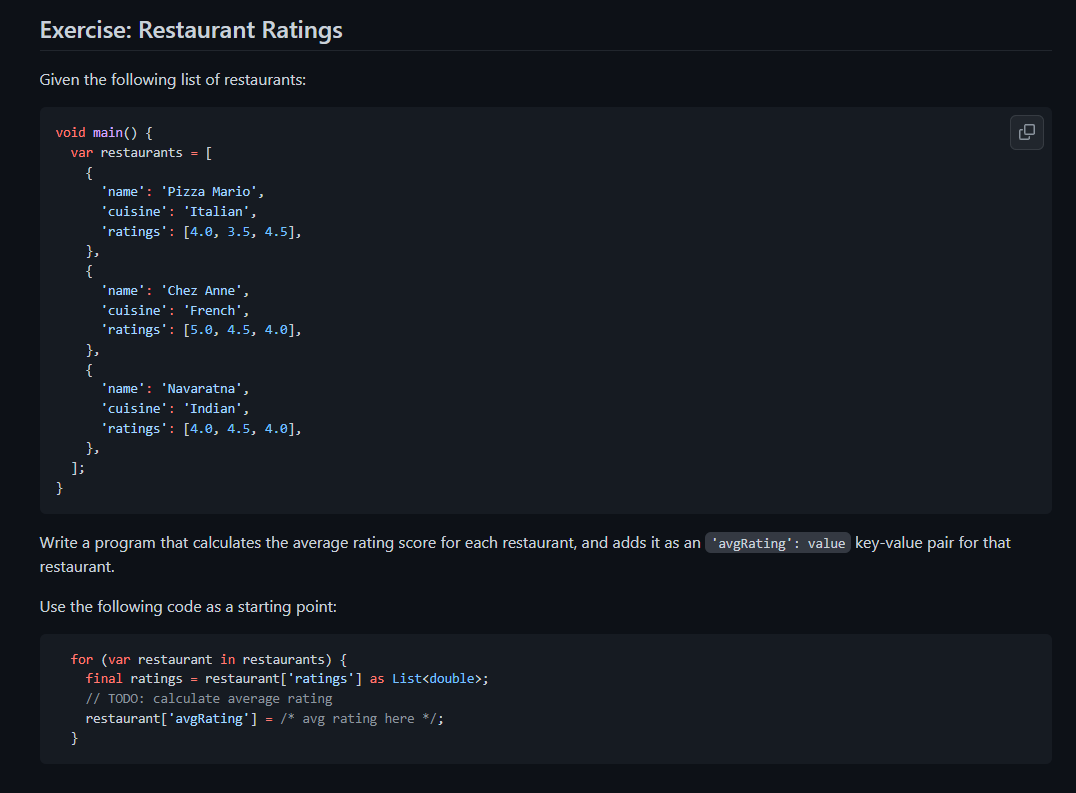 Exercise: Restaurant Ratings
Given the following list of restaurants:
void main() {
  var restaurants = [
    {
      'name': 'Pizza Mario',
      'cuisine': 'Italian',
      'ratings': [4.0, 3.5, 4.5],
    },
    {
      'name': 'Chez Anne',
      'cuisine': 'French',
      'ratings': [5.0, 4.5, 4.0],
    },
    {
      'name': 'Navaratna',
      'cuisine': 'Indian',
      'ratings': [4.0, 4.5, 4.0],
    },
  ];
}
Write a program that calculates the average rating score for each restaurant, and adds it as an 'avgRating': value key-value pair for that
restaurant.
Use the following code as a starting point:
  for (var restaurant in restaurants) {
    final ratings = restaurant['ratings'] as List<double>;
    // TODO: calculate average rating
    restaurant['avgRating'] = /* avg rating here */;
  }